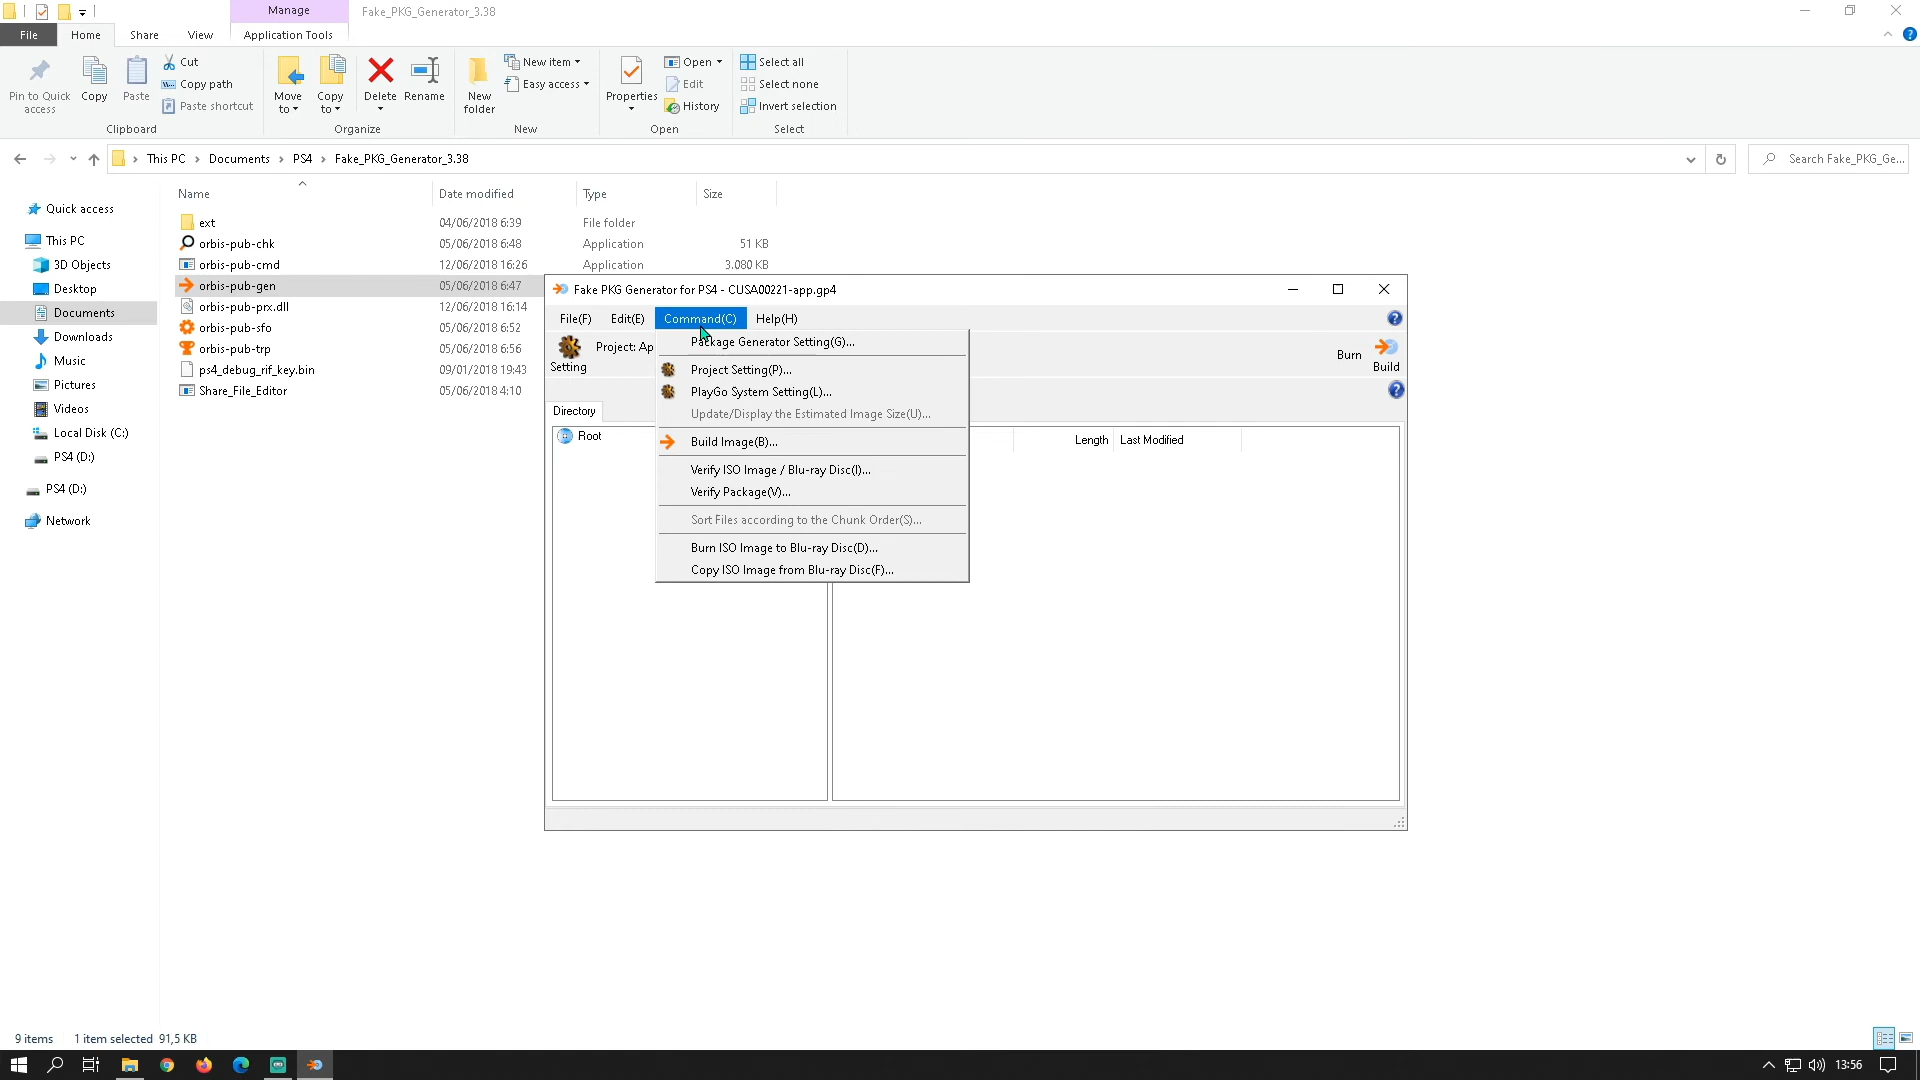 Manage
Fake_PKG_Generator_3.38
File
Home
Share
View
Application Tools
Pin to Quick access
Copy
Paste
Cut
Copy path
Paste shortcut
Clipboard
Move to
Copy to
Delete
Rename
Organize
New folder
New item
Easy access
New
Properties
Open
Edit
History
Open
Select all
Select none
Invert selection
Select
This PC > Documents > PS4 > Fake_PKG_Generator_3.38
Search Fake_PKG_Ge...
Name
Date modified
Type
Size
Quick access
This PC
3D Objects
Desktop
Documents
Downloads
Music
Pictures
Videos
Local Disk (C:)
PS4 (D:)
PS4 (D:)
Network
ext 04/06/2018 6:39 File folder
orbis-pub-chk 05/06/2018 6:48 Application 51 KB
orbis-pub-cmd 12/06/2018 16:26 Application 3.080 KB
orbis-pub-gen 05/06/2018 6:47
orbis-pub-prx.dll 12/06/2018 16:14
orbis-pub-sfo 05/06/2018 6:52
orbis-pub-trp 05/06/2018 6:56
ps4_debug_rif_key.bin 09/01/2018 19:43
Share_File_Editor 05/06/2018 4:10
Fake PKG Generator for PS4 - CUSA00221-app.gp4
File(F)
Edit(E)
Command(C)
Help(H)
Setting
Project: Ap
Burn
Build
Directory
Root
Length
Last Modified
Package Generator Setting(G)...
Project Setting(P)...
PlayGo System Setting(L)...
Update/Display the Estimated Image Size(U)...
Build Image(B)...
Verify ISO Image / Blu-ray Disc(I)...
Verify Package(V)...
Sort Files according to the Chunk Order(S)...
Burn ISO Image to Blu-ray Disc(D)...
Copy ISO Image from Blu-ray Disc(F)...
9 items
1 item selected 91,5 KB
13:56